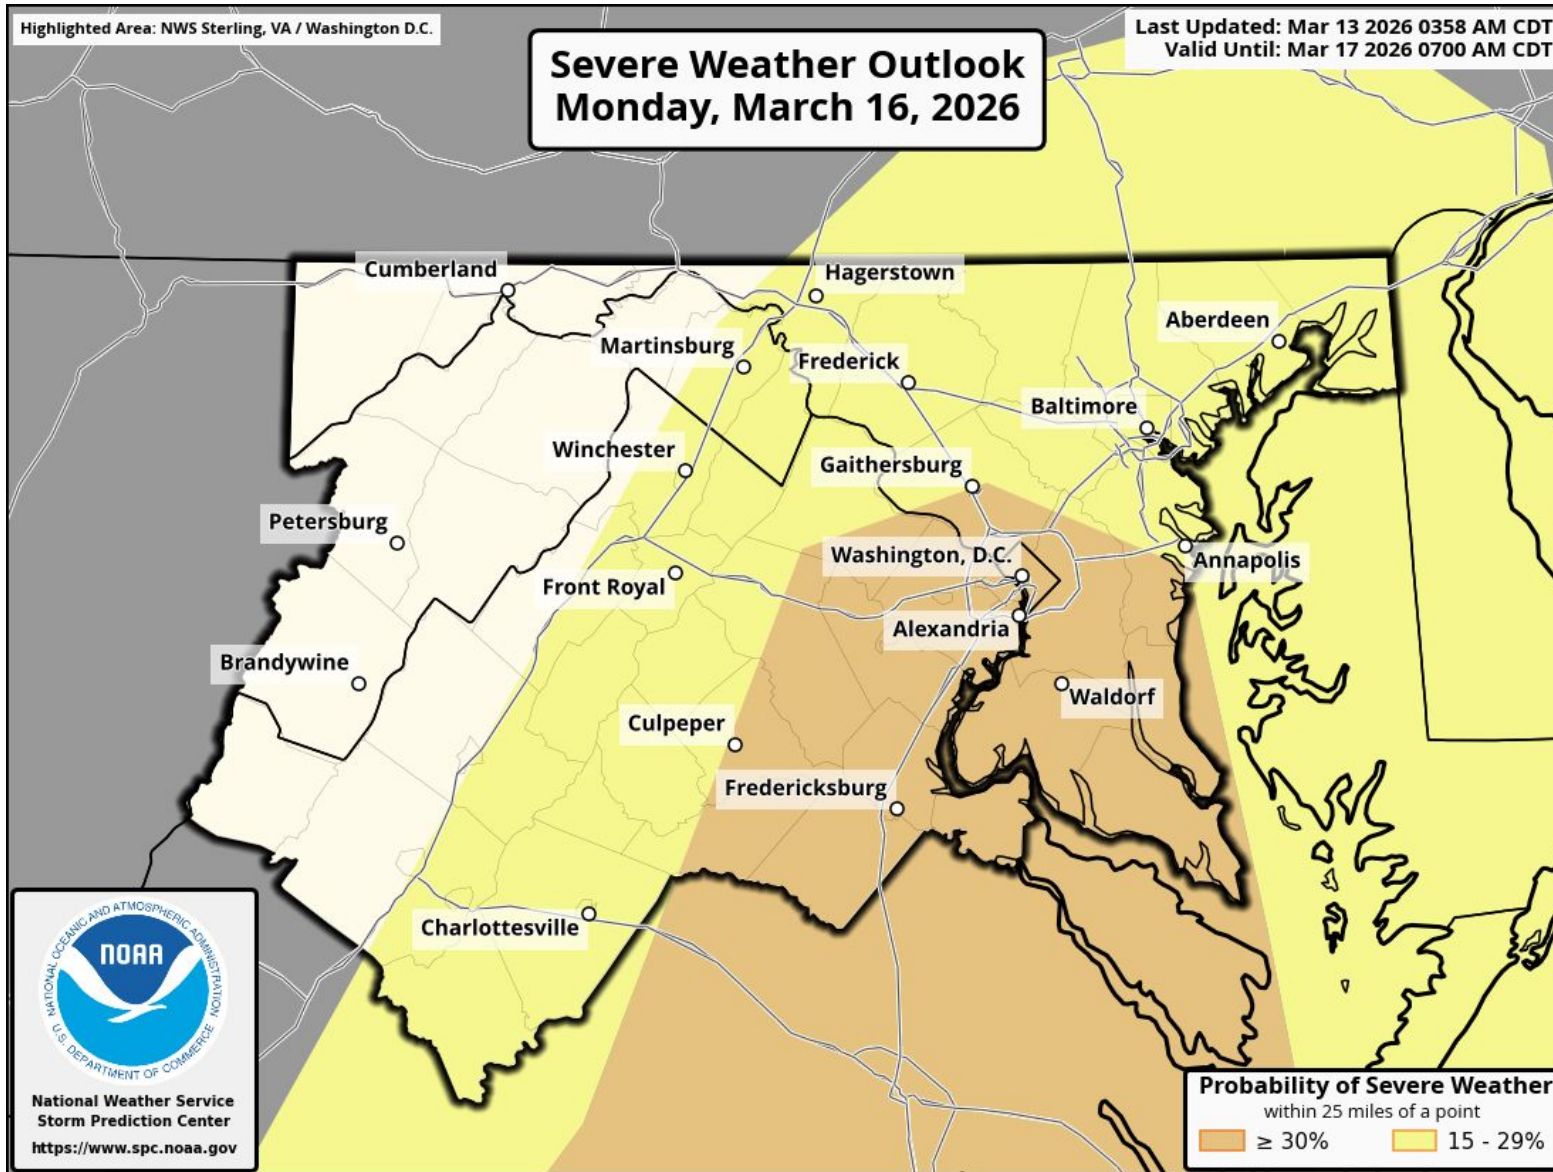 Highlighted Area: NWS Sterling, VA / Washington D.C.
Last Updated: Mar 13 2026 0358 AM CDT
Valid Until: Mar 17 2026 0700 AM CDT
Severe Weather Outlook
Monday, March 16, 2026
Cumberland
Hagerstown
Aberdeen
Martinsburg
Frederick
Baltimore
Winchester
Gaithersburg
Petersburg
Washington, D.C.
Annapolis
Front Royal
Alexandria
Brandywine
Waldorf
Culpeper
Fredericksburg
Charlottesville
NATIONAL OCEANIC AND ATMOSPHERIC ADMINISTRATION
NOAA
U.S. DEPARTMENT OF COMMERCE
National Weather Service
Storm Prediction Center
https://www.spc.noaa.gov
Probability of Severe Weather
within 25 miles of a point
≥ 30%
15 - 29%